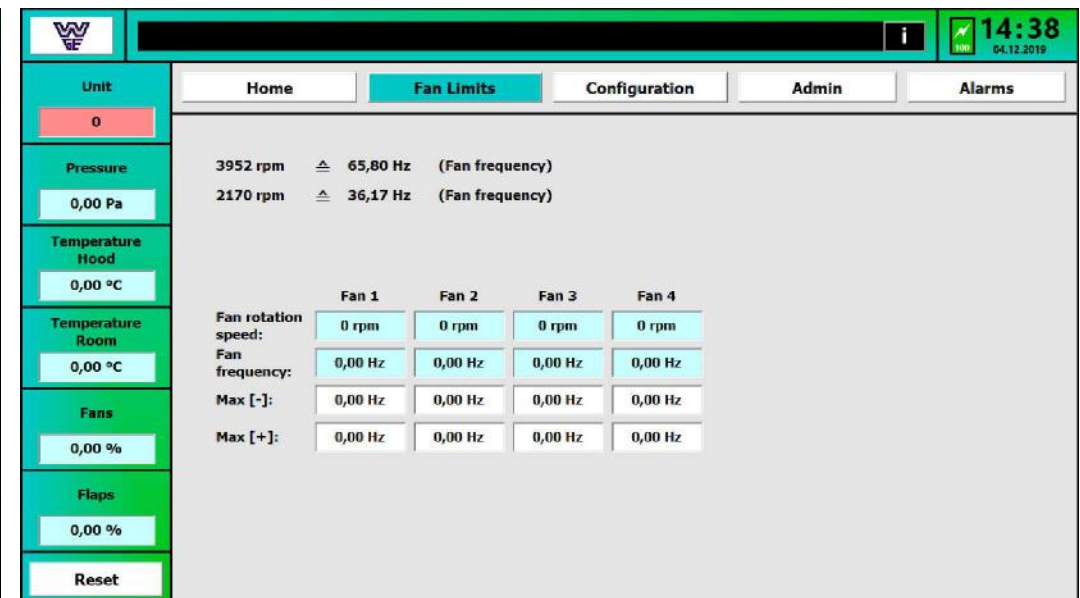 WGE
i
100
14:38
04.12.2019
Unit
0
Pressure
0,00 Pa
Temperature
Hood
0,00 °C
Temperature
Room
0,00 °C
Fans
0,00 %
Flaps
0,00 %
Reset
Home Fan Limits Configuration Admin Alarms
3952 rpm ≙ 65,80 Hz (Fan frequency)
2170 rpm ≙ 36,17 Hz (Fan frequency)
Fan 1 Fan 2 Fan 3 Fan 4
Fan rotation
speed: 0 rpm 0 rpm 0 rpm 0 rpm
Fan
frequency: 0,00 Hz 0,00 Hz 0,00 Hz 0,00 Hz
Max [-]: 0,00 Hz 0,00 Hz 0,00 Hz 0,00 Hz
Max [+]: 0,00 Hz 0,00 Hz 0,00 Hz 0,00 Hz